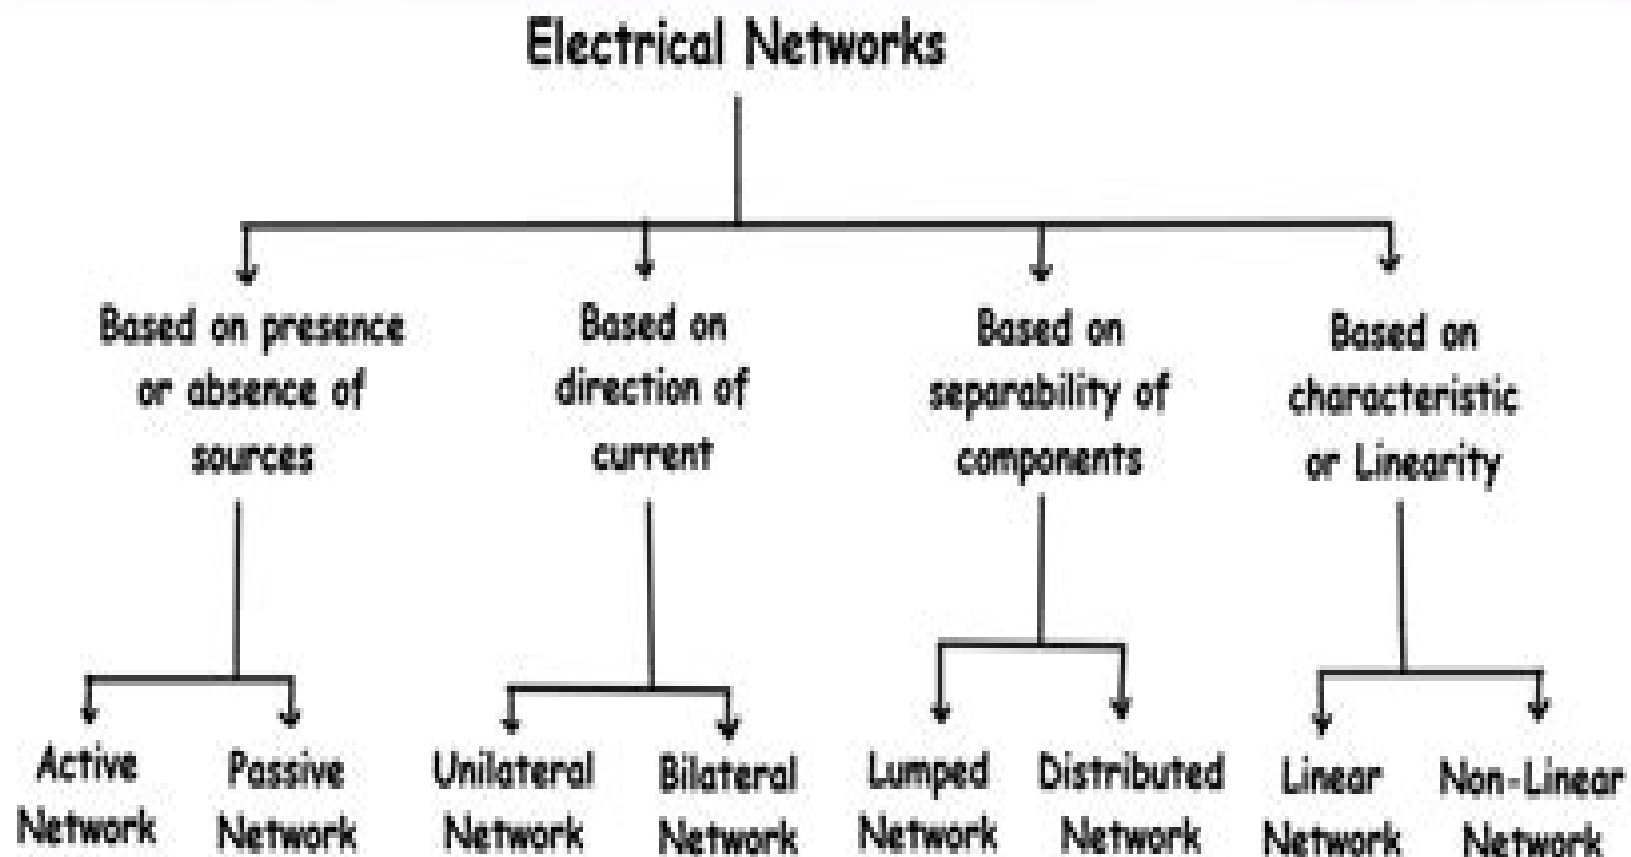 Electrical Networks
Based on presence
or absence of
sources
Based on
direction of
current
Based on
separability of
components
Based on
characteristic
or Linearity
Active
Network
Passive
Network
Unilateral
Network
Bilateral
Network
Lumped
Network
Distributed
Network
Linear
Network
Non-Linear
Network